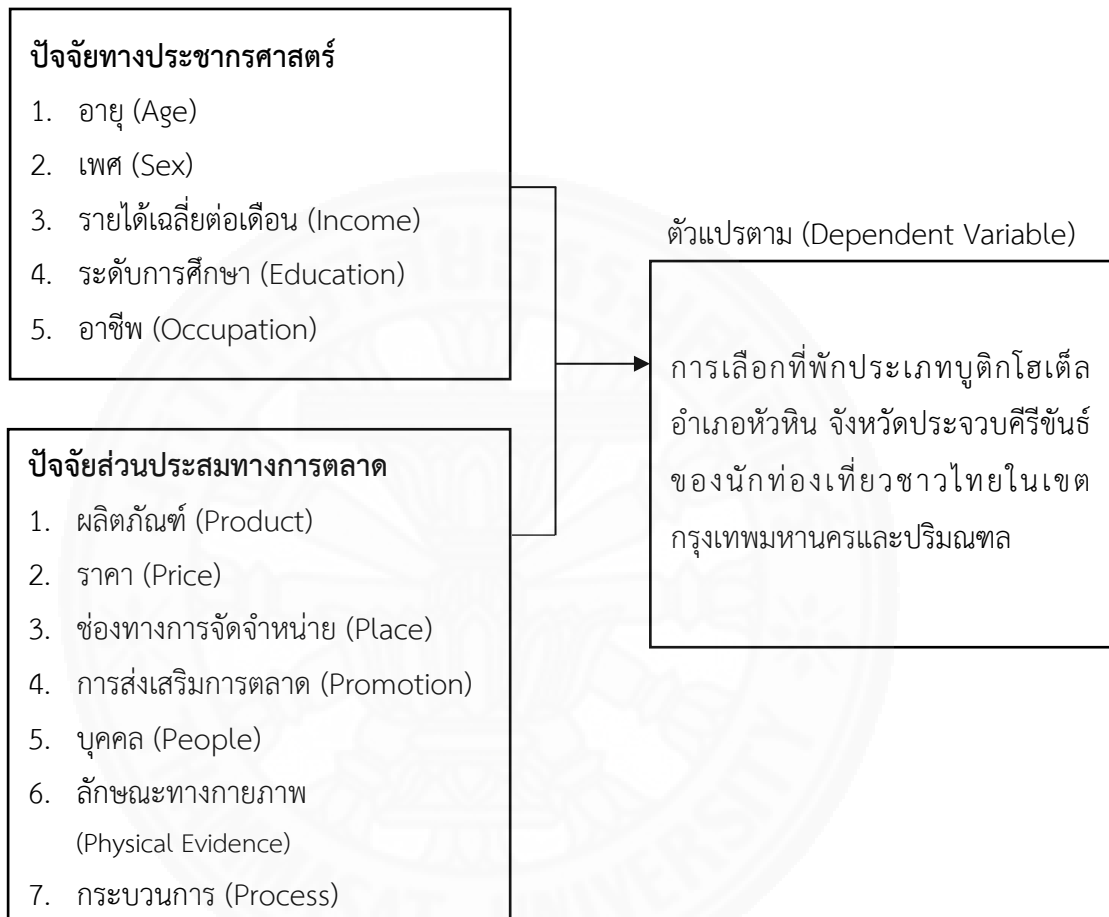 ปัจจัยทางประชากรศาสตร์
1. อายุ (Age)
2. เพศ (Sex)
3. รายได้เฉลี่ยต่อเดือน (Income)
4. ระดับการศึกษา (Education)
5. อาชีพ (Occupation)
ปัจจัยส่วนประสมทางการตลาด
1. ผลิตภัณฑ์ (Product)
2. ราคา (Price)
3. ช่องทางการจัดจำหน่าย (Place)
4. การส่งเสริมการตลาด (Promotion)
5. บุคคล (People)
6. ลักษณะทางกายภาพ
(Physical Evidence)
7. กระบวนการ (Process)
ตัวแปรตาม (Dependent Variable)
การเลือกที่พักประเภทบูติกโฮเต็ล
อำเภอหัวหิน จังหวัดประจวบคีรีขันธ์
ของนักท่องเที่ยวชาวไทยในเขต
กรุงเทพมหานครและปริมณฑล